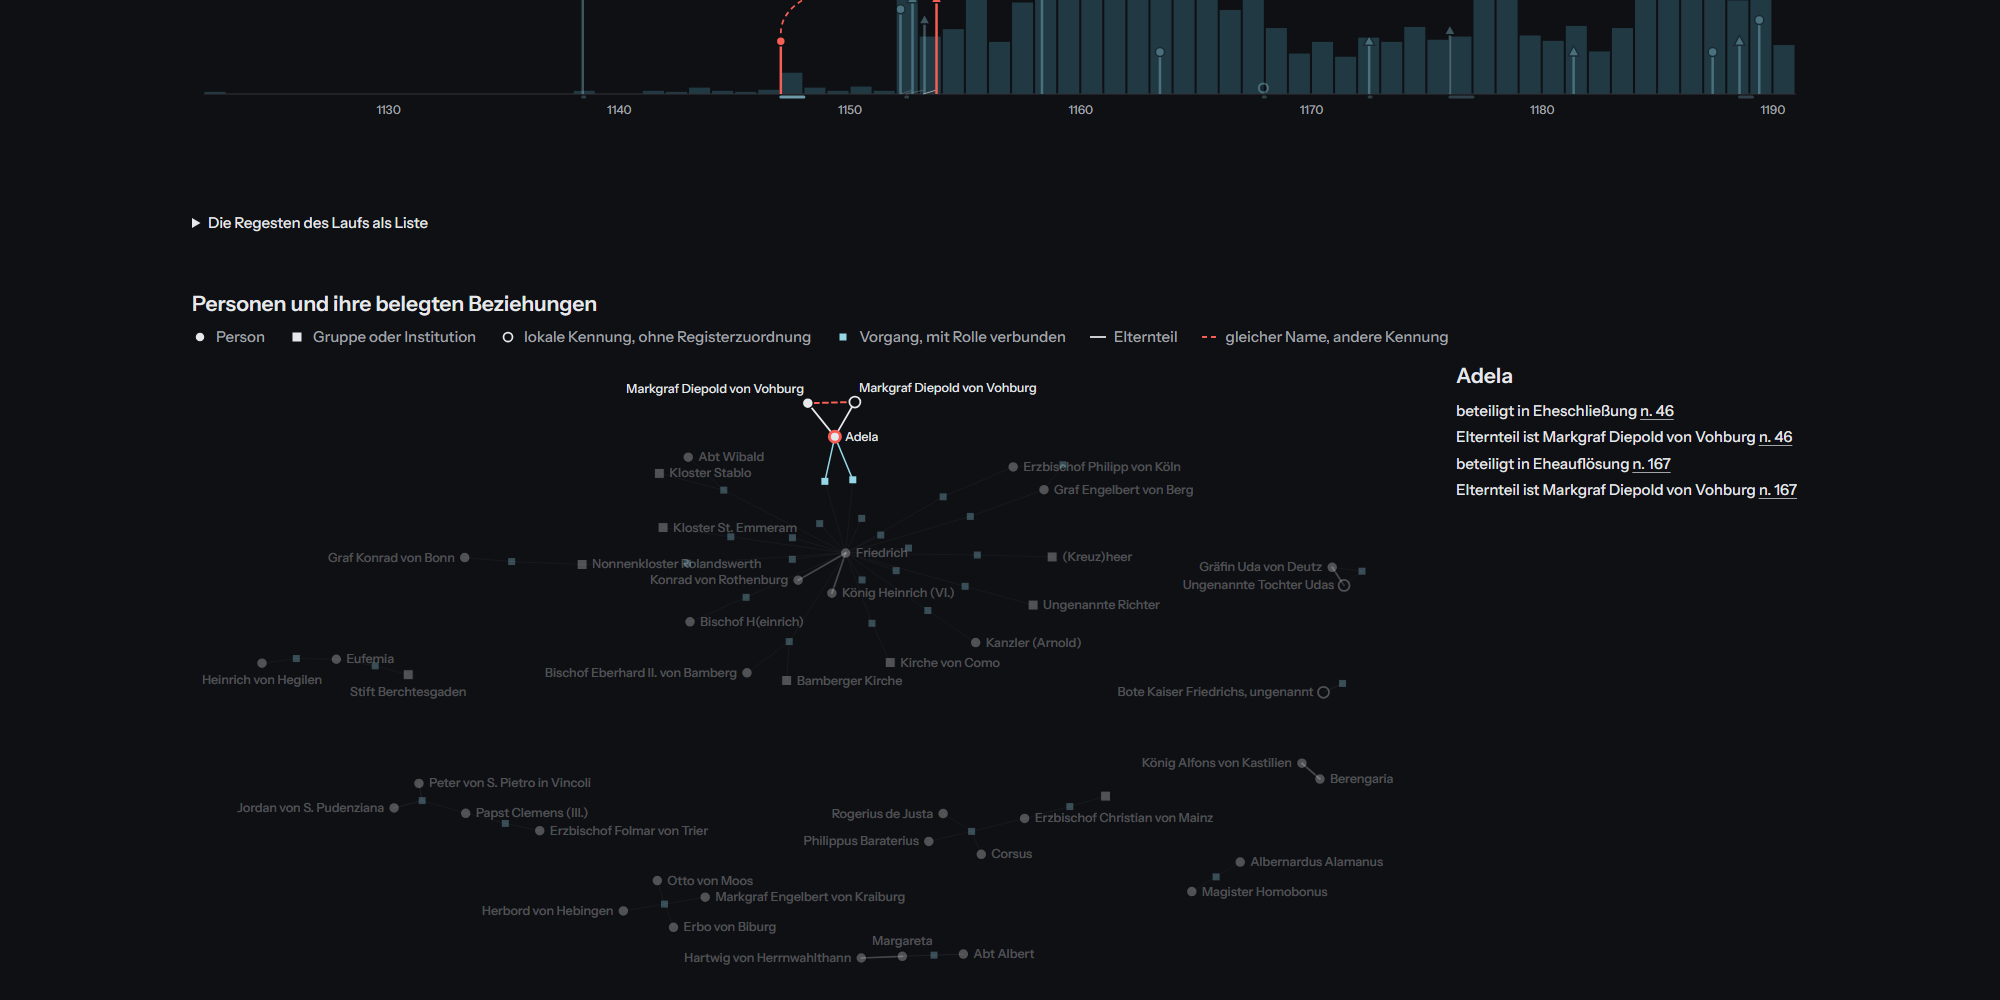 1130 1140 1150 1160 1170 1180 1190
Die Regesten des Laufs als Liste
Personen und ihre belegten Beziehungen
Person Gruppe oder Institution lokale Kennung, ohne Registerzuordnung Vorgang, mit Rolle verbunden Elternteil gleicher Name, andere Kennung
Adela
beteiligt in Eheschließung n. 46
Elternteil ist Markgraf Diepold von Vohburg n. 46
beteiligt in Eheauflösung n. 167
Elternteil ist Markgraf Diepold von Vohburg n. 167
Markgraf Diepold von Vohburg
Markgraf Diepold von Vohburg
Adela
Abt Wibald
Kloster Stablo
Erzbischof Philipp von Köln
Graf Engelbert von Berg
Kloster St. Emmeram
Friedrich
Graf Konrad von Bonn
Nonnenkloster Rolandswerth
(Kreuz)heer
Konrad von Rothenburg
Gräfin Uda von Deutz
Ungenannte Tochter Udas
König Heinrich (VI.)
Ungenannte Richter
Bischof H(einrich)
Kanzler (Arnold)
Eufemia
Kirche von Como
Heinrich von Hegilen
Bischof Eberhard II. von Bamberg
Bamberger Kirche
Stift Berchtesgaden
Bote Kaiser Friedrichs, ungenannt
König Alfons von Kastilien
Berengaria
Peter von S. Pietro in Vincoli
Jordan von S. Pudenziana
Papst Clemens (III.)
Erzbischof Folmar von Trier
Rogerius de Justa
Erzbischof Christian von Mainz
Philippus Baraterius
Corsus
Albernardus Alamanus
Magister Homobonus
Otto von Moos
Markgraf Engelbert von Kraiburg
Herbord von Hebingen
Erbo von Biburg
Margareta
Hartwig von Herrnwahlthann
Abt Albert